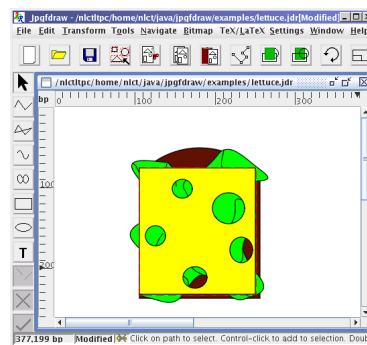 Jpgfdraw - /nlctltpc/home/nlct/java/jpgfdraw/examples/lettuce.jdr[Modified]
File Edit Transform Tools Navigate Bitmap TeX/LaTeX Settings Window Help
/nlctltpc/home/nlct/java/jpgfdraw/examples/lettuce.jdr
bp 0 100 200 300
100
200
T
377,199 bp Modified Click on path to select. Control-click to add to selection. Doub